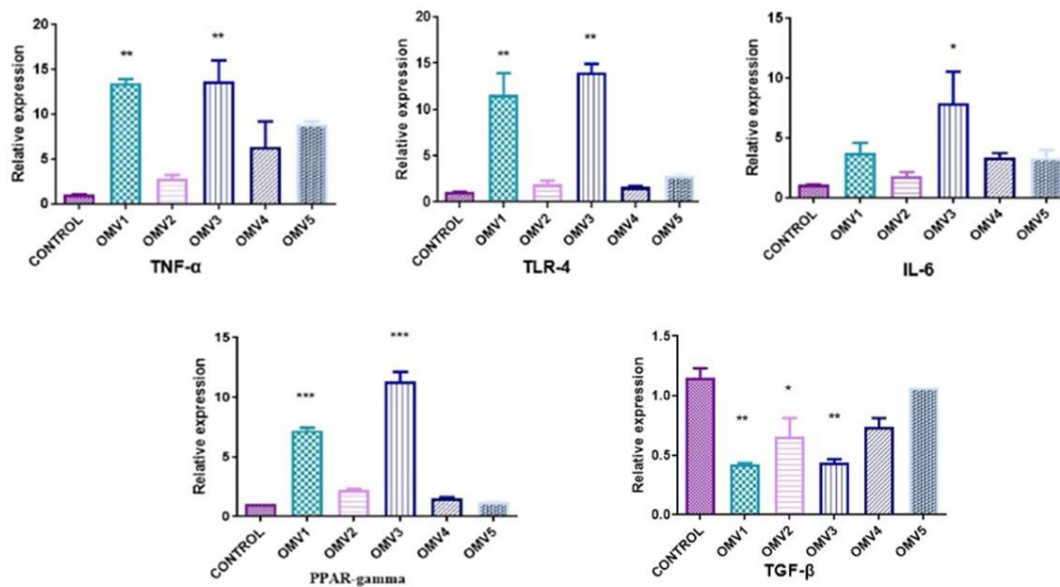 Relative expression
20
15
10
5
0
**
**
CONTROL
OMV1
OMV2
OMV3
OMV4
OMV5
TNF-α
Relative expression
20
15
10
5
0
**
**
CONTROL
OMV1
OMV2
OMV3
OMV4
OMV5
TLR-4
Relative expression
15
10
5
0
*
CONTROL
OMV1
OMV2
OMV3
OMV4
OMV5
IL-6
Relative expression
15
10
5
0
***
***
CONTROL
OMV1
OMV2
OMV3
OMV4
OMV5
PPAR-gamma
Relative expression
1.5
1.0
0.5
0.0
**
*
**
CONTROL
OMV1
OMV2
OMV3
OMV4
OMV5
TGF-β